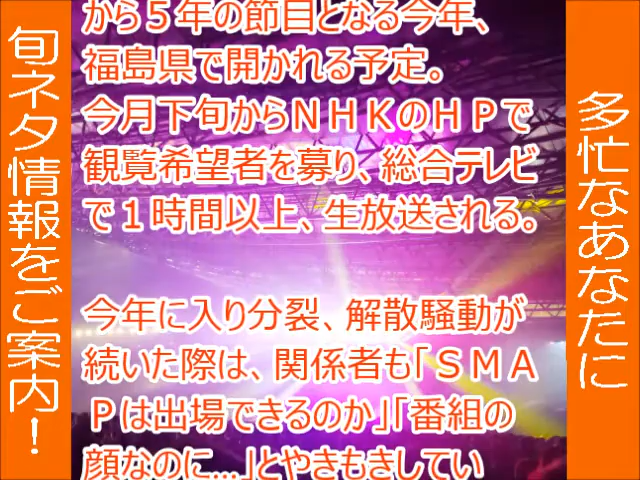 多忙なあなたに
から５年の節目となる今年、
福島県で開かれる予定。
今月下旬からＮＨＫのＨＰで
観覧希望者を募り、総合テレビ
で１時間以上、生放送される。
今年に入り分裂、解散騒動が
続いた際は、関係者も「ＳＭＡ
Ｐは出場できるのか」「番組の
顔なのに…」とやきもきしてい
旬ネタ情報をご案内！